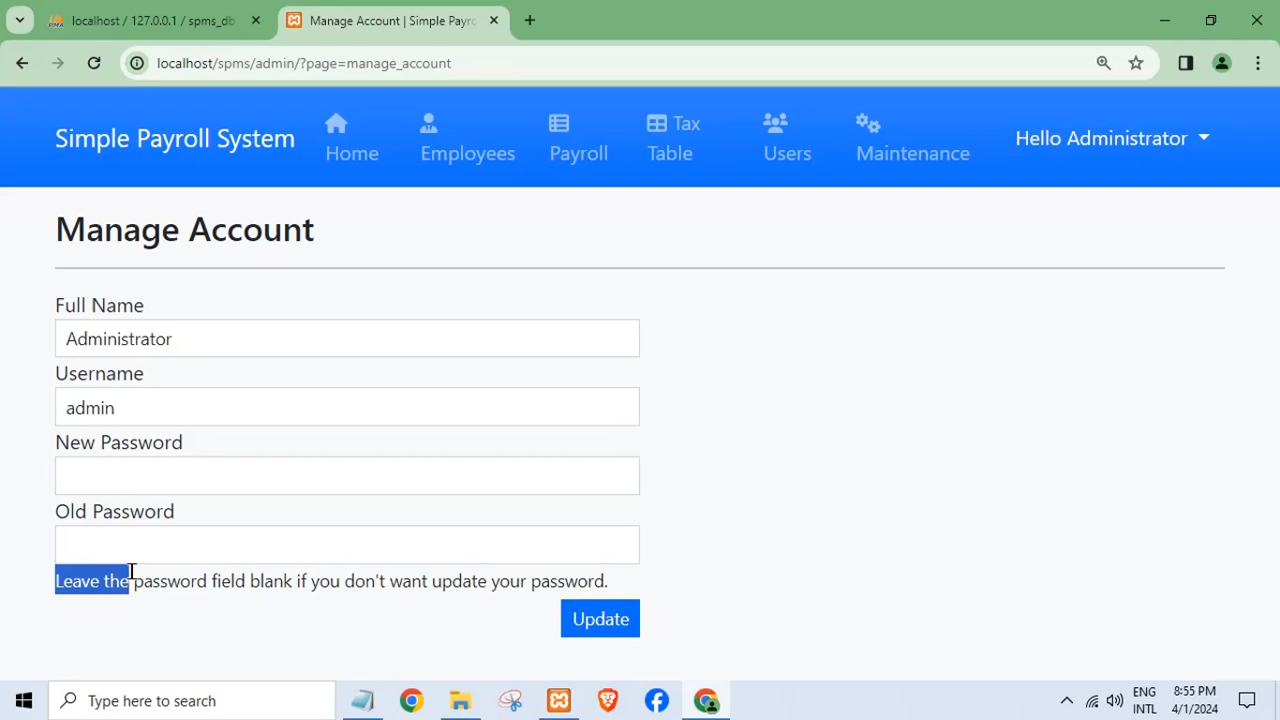 localhost / 127.0.0.1 / spms_db
Manage Account | Simple Payro
localhost/spms/admin/?page=manage_account
Simple Payroll System
Home
Employees
Payroll
Tax Table
Users
Maintenance
Hello Administrator
Manage Account
Full Name
Administrator
Username
admin
New Password
Old Password
Leave the password field blank if you don't want update your password.
Update
Type here to search
ENG
INTL
8:55 PM
4/1/2024